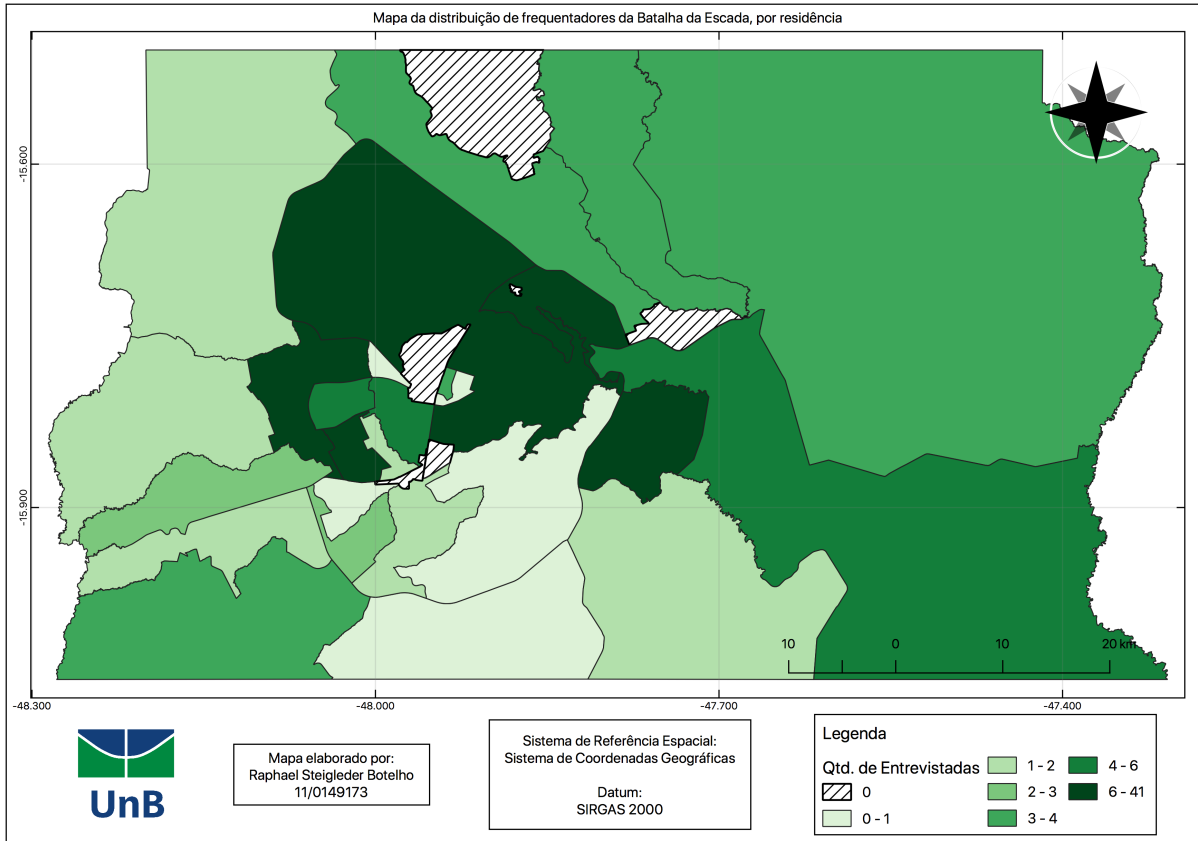 Mapa da distribuição de frequentadores da Batalha da Escada, por residência
-15.600
-15.900
10 0 10 20 km
-48.300 -48.000 -47.700 -47.400
UnB
Mapa elaborado por:
Raphael Steigleder Botelho
11/0149173
Sistema de Referência Espacial:
Sistema de Coordenadas Geográficas
Datum:
SIRGAS 2000
Legenda
Qtd. de Entrevistadas
0
0 - 1
1 - 2
2 - 3
3 - 4
4 - 6
6 - 41